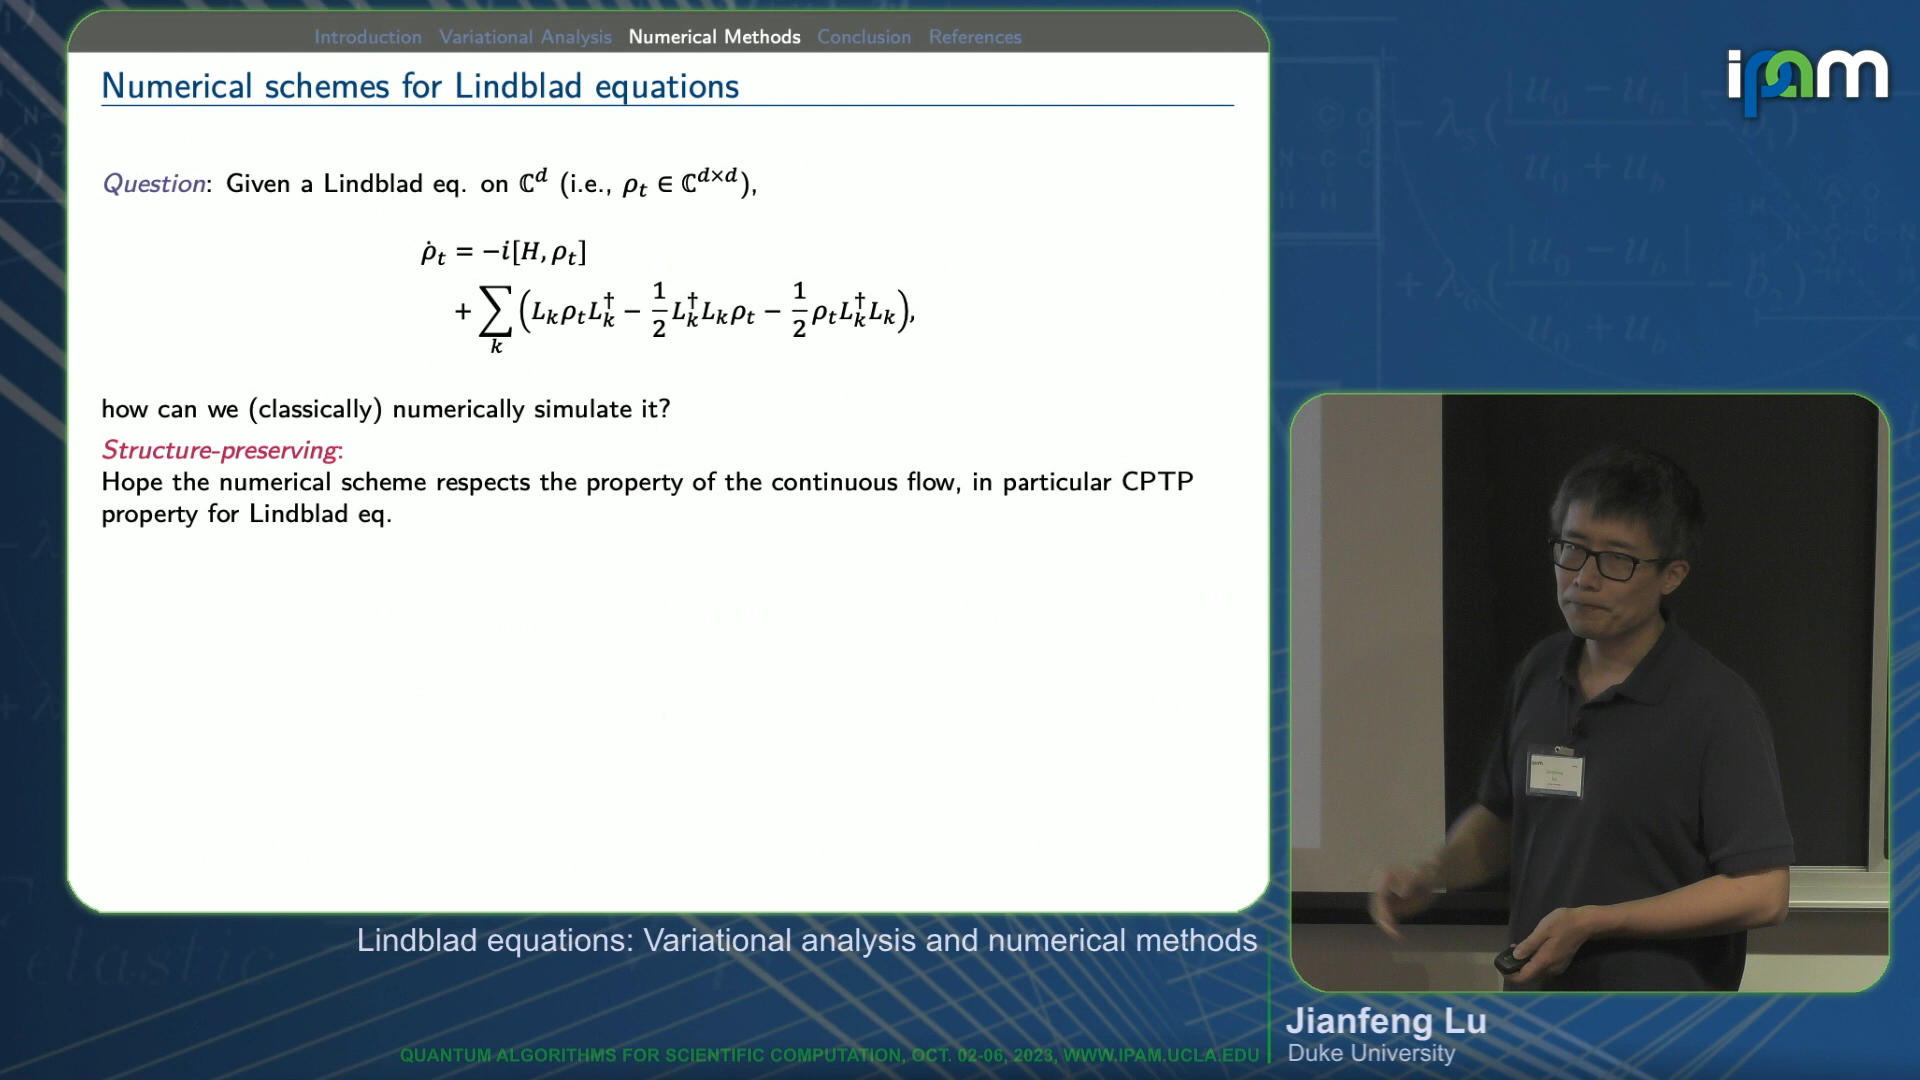 Introduction Variational Analysis Numerical Methods Conclusion References
Numerical schemes for Lindblad equations
Question: Given a Lindblad eq. on ℂ^d (i.e., ρ_t ∈ ℂ^{d×d}),
ρ̇_t = −i[H, ρ_t]
+ ∑_k (L_k ρ_t L_k^† − 1/2 L_k^† L_k ρ_t − 1/2 ρ_t L_k^† L_k),
how can we (classically) numerically simulate it?
Structure-preserving:
Hope the numerical scheme respects the property of the continuous flow, in particular CPTP
property for Lindblad eq.
ipam
Lindblad equations: Variational analysis and numerical methods
Jianfeng Lu
Duke University
QUANTUM ALGORITHMS FOR SCIENTIFIC COMPUTATION, OCT. 02-06, 2023, WWW.IPAM.UCLA.EDU
elastic